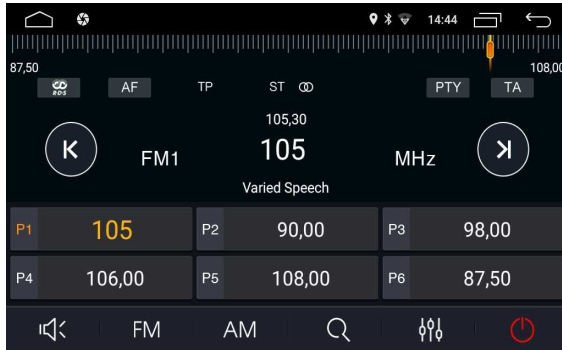 14:44
87,50 108,00
RDS AF TP ST PTY TA
105,30
FM1 105 MHz
Varied Speech
P1 105 P2 90,00 P3 98,00
P4 106,00 P5 108,00 P6 87,50
FM AM